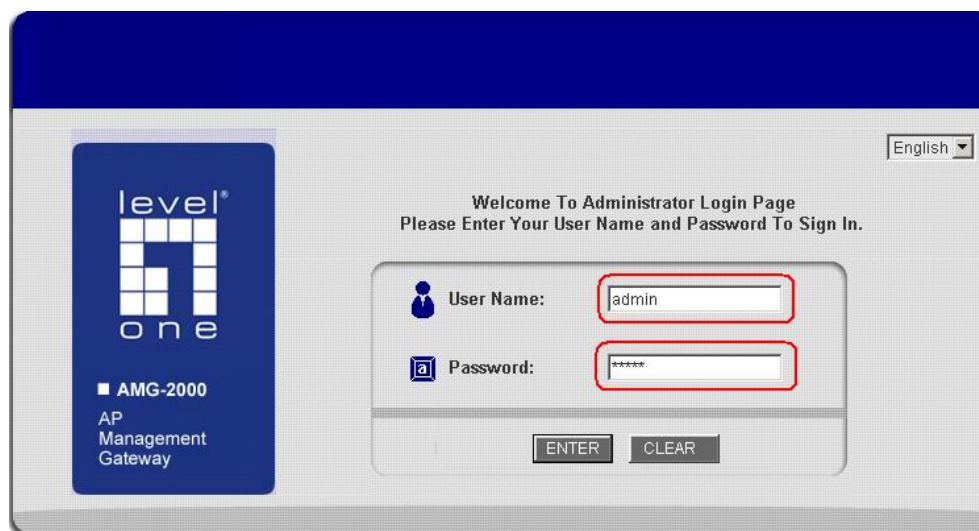 English
level®
one
AMG-2000
AP
Management
Gateway
Welcome To Administrator Login Page
Please Enter Your User Name and Password To Sign In.
User Name: admin
a Password: *****
ENTER CLEAR